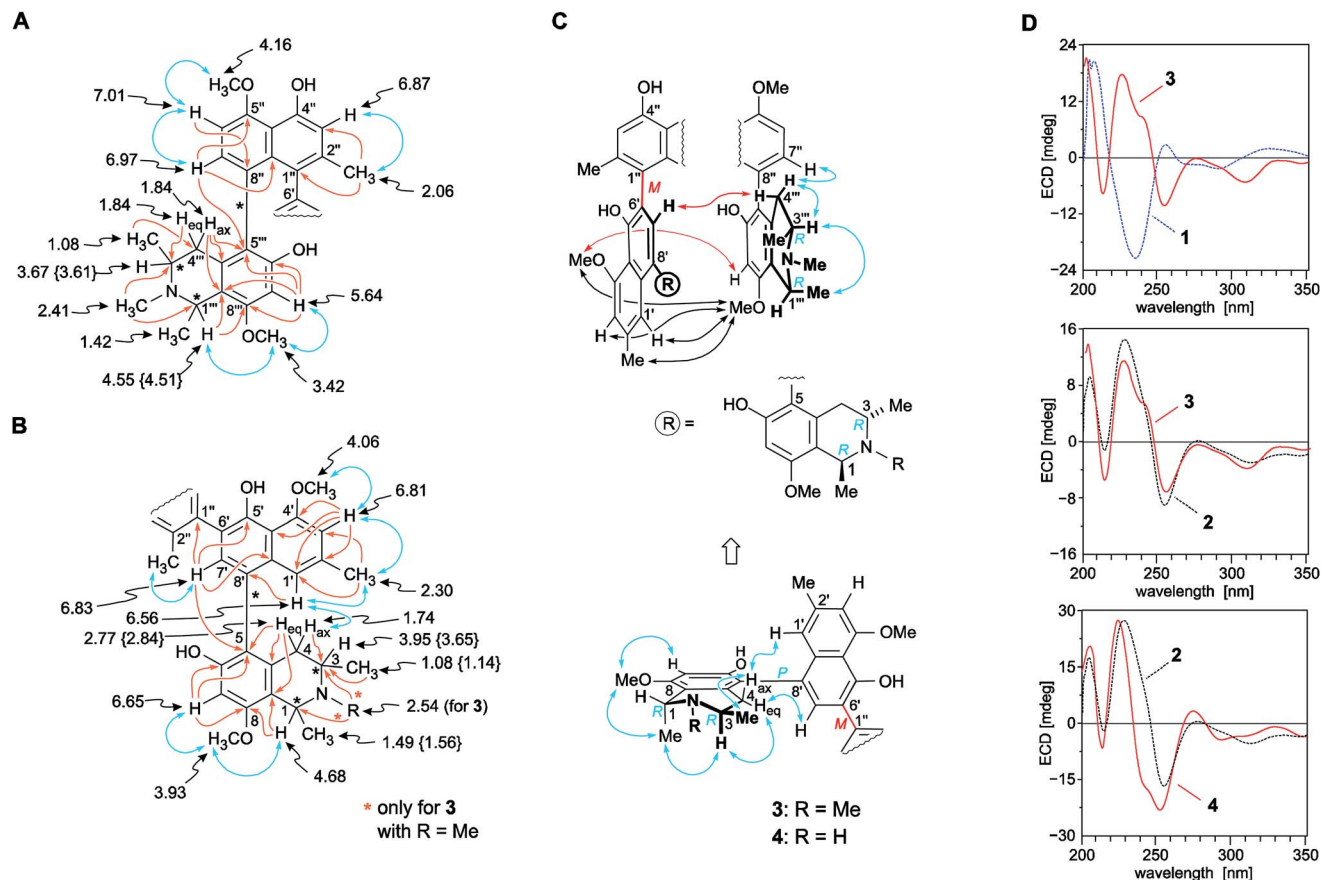 A
4.16
H₃CO
OH
6.87
7.01
5''
4''
H
H
6.97
2''
H
8''
1''
CH₃
2.06
1.84
6'
1.84
*
H_eq
H_ax
1.08
H₃C
5'''
OH
3.67 {3.61}
H
*
4'''
N
*
1'''
8'''
H
5.64
2.41
H₃C
1.42
H₃C
H
OCH₃
4.55 {4.51}
3.42
B
4.06
OH
OCH₃
6.81
1''
5'
4'
H
6'
2''
H₃C
7'
8'
1'
CH₃
2.30
H
6.83
6.56
*
H
1.74
2.77 {2.84}
5
H_eq
H_ax
3.95 {3.65}
HO
4
H
3
*
CH₃
1.08 {1.14}
6.65
H
N
*
8
*
1
*
R
2.54 (for 3)
H₃CO
H
CH₃
1.49 {1.56}
3.93
4.68
* only for 3
with R = Me
C
OH
OMe
4''
7''
Me
H
1''
8''
H
M
H
4'''
6'
H
HO
HO
3'''
H
Me
R
MeO
8'
N
Me
R
H
R
Me
1'
MeO
H
1'''
H
H
Me
R =
5
HO
3
Me
R
R
N
1
R
OMe
Me
Me
2'
H
1'
H
OMe
H
O
P
MeO
H_ax
8'
OH
H
8
4
H_eq
R
1
N
R
3
Me
6'
Me
R
H
H
M
1''
3: R = Me
4: R = H
D
24
12
0
−12
−24
ECD [mdeg]
3
1
200 250 300 350
wavelength [nm]
16
8
0
−8
−16
ECD [mdeg]
3
2
200 250 300 350
wavelength [nm]
30
15
0
−15
−30
ECD [mdeg]
2
4
200 250 300 350
wavelength [nm]